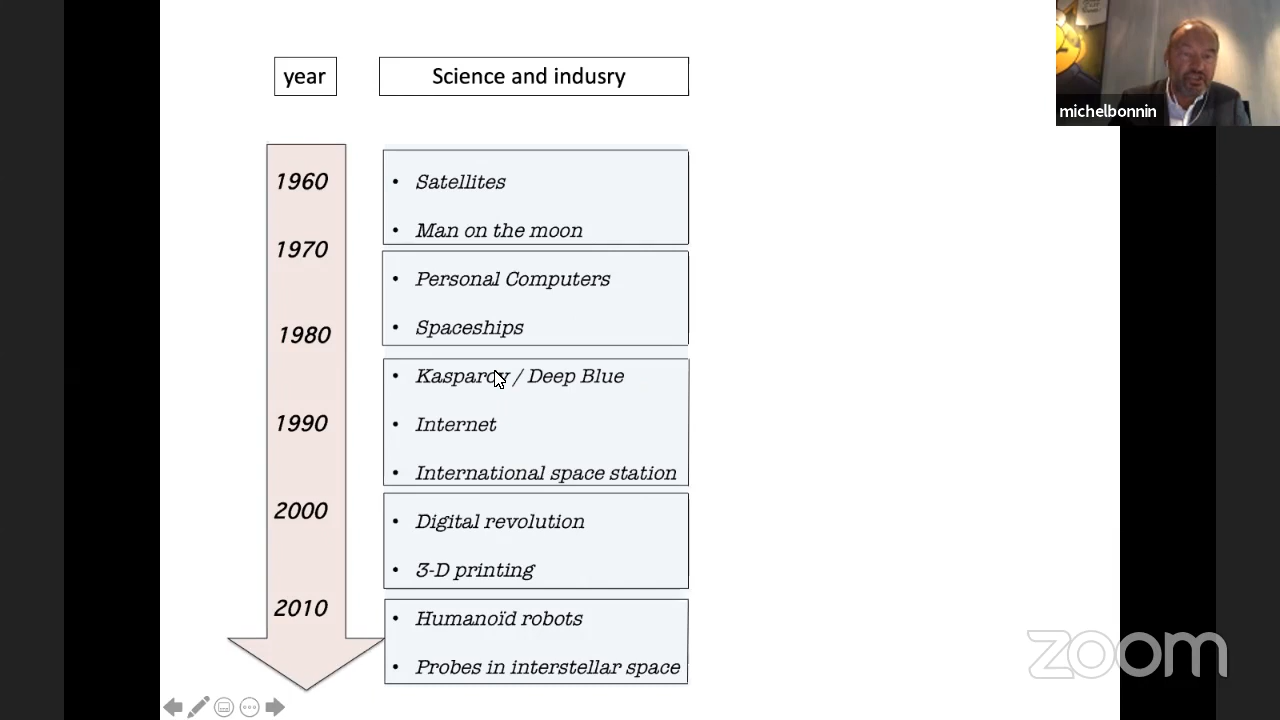 year
Science and indusry
1960
• Satellites
• Man on the moon
1970
• Personal Computers
• Spaceships
1980
• Kasparov / Deep Blue
1990
• Internet
• International space station
2000
• Digital revolution
• 3-D printing
2010
• Humanoïd robots
• Probes in interstellar space
michelbonnin
zoom